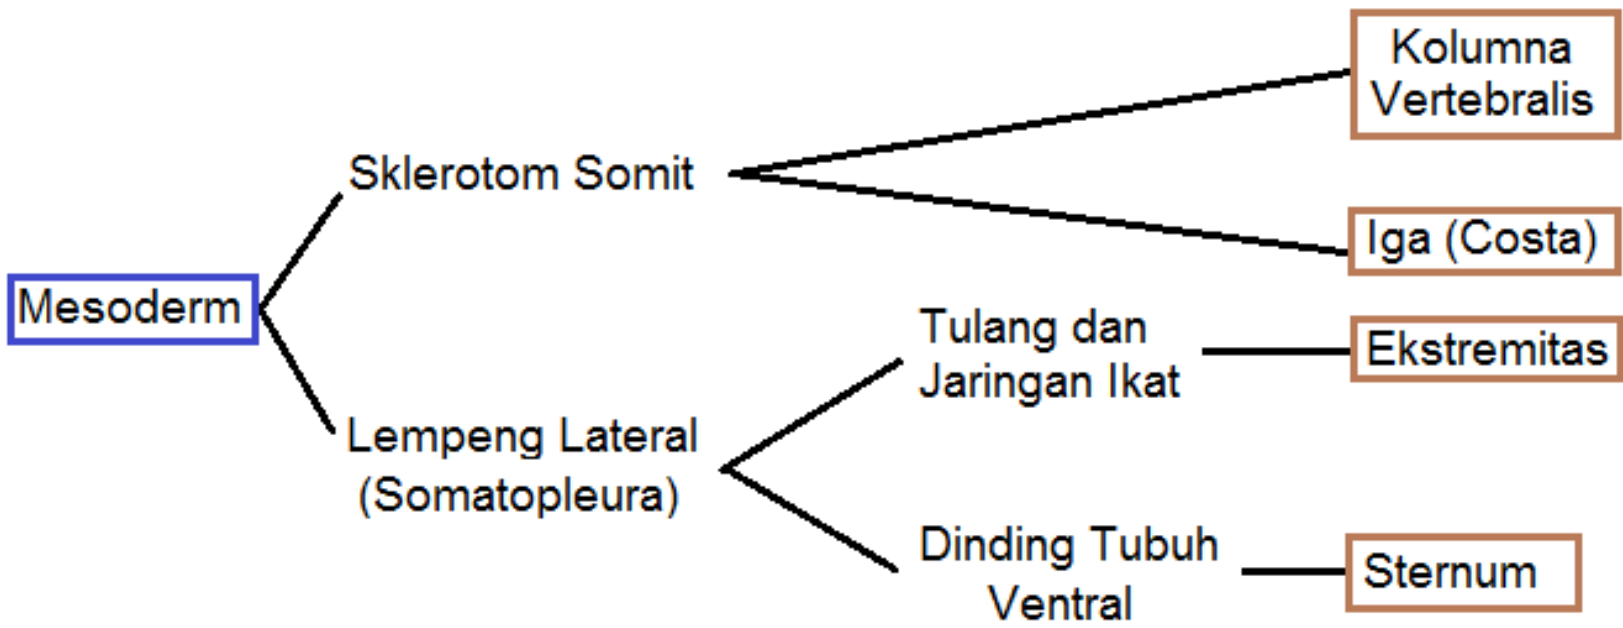 Kolumna
Vertebralis
Sklerotom Somit
Iga (Costa)
Mesoderm
Tulang dan
Jaringan Ikat
Ekstremitas
Lempeng Lateral
(Somatopleura)
Dinding Tubuh
Ventral
Sternum